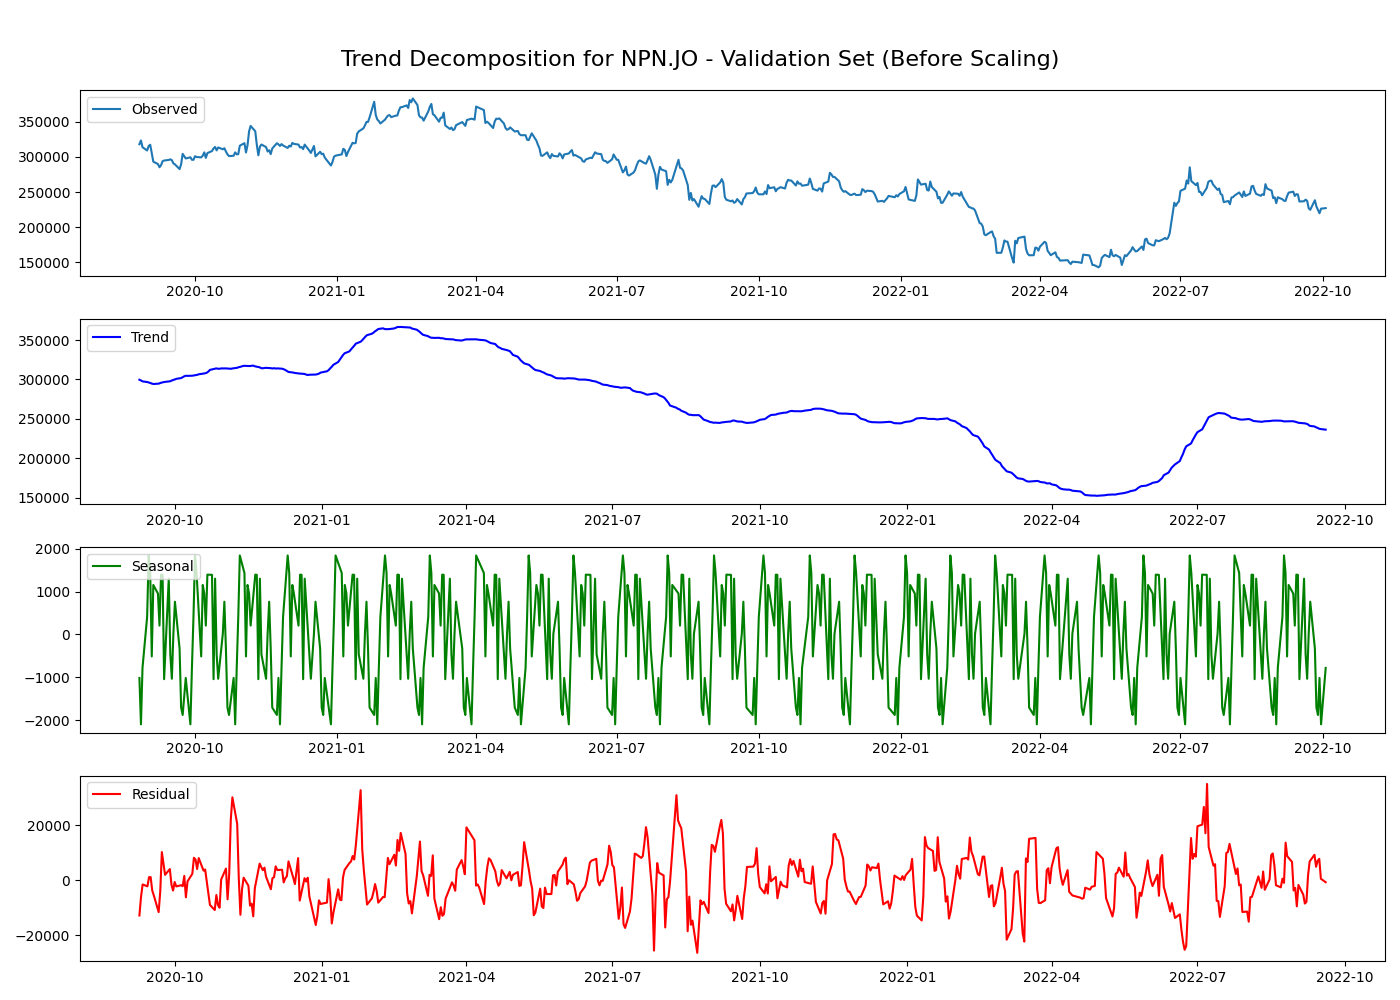 Trend Decomposition for NPN.JO - Validation Set (Before Scaling)
Observed
350000
300000
250000
200000
150000
2020-10 2021-01 2021-04 2021-07 2021-10 2022-01 2022-04 2022-07 2022-10
Trend
350000
300000
250000
200000
150000
2020-10 2021-01 2021-04 2021-07 2021-10 2022-01 2022-04 2022-07 2022-10
2000
Seasonal
1000
0
−1000
−2000
2020-10 2021-01 2021-04 2021-07 2021-10 2022-01 2022-04 2022-07 2022-10
Residual
20000
0
−20000
2020-10 2021-01 2021-04 2021-07 2021-10 2022-01 2022-04 2022-07 2022-10